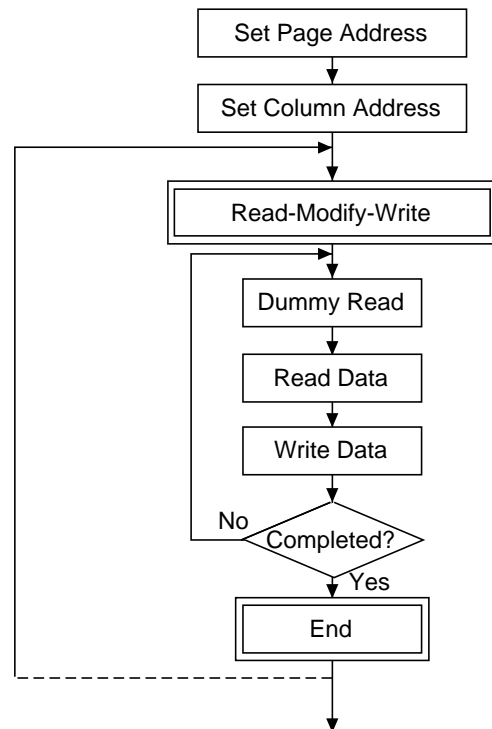 Set Page Address
Set Column Address
Read-Modify-Write
Dummy Read
Read Data
Write Data
No
Completed?
Yes
End